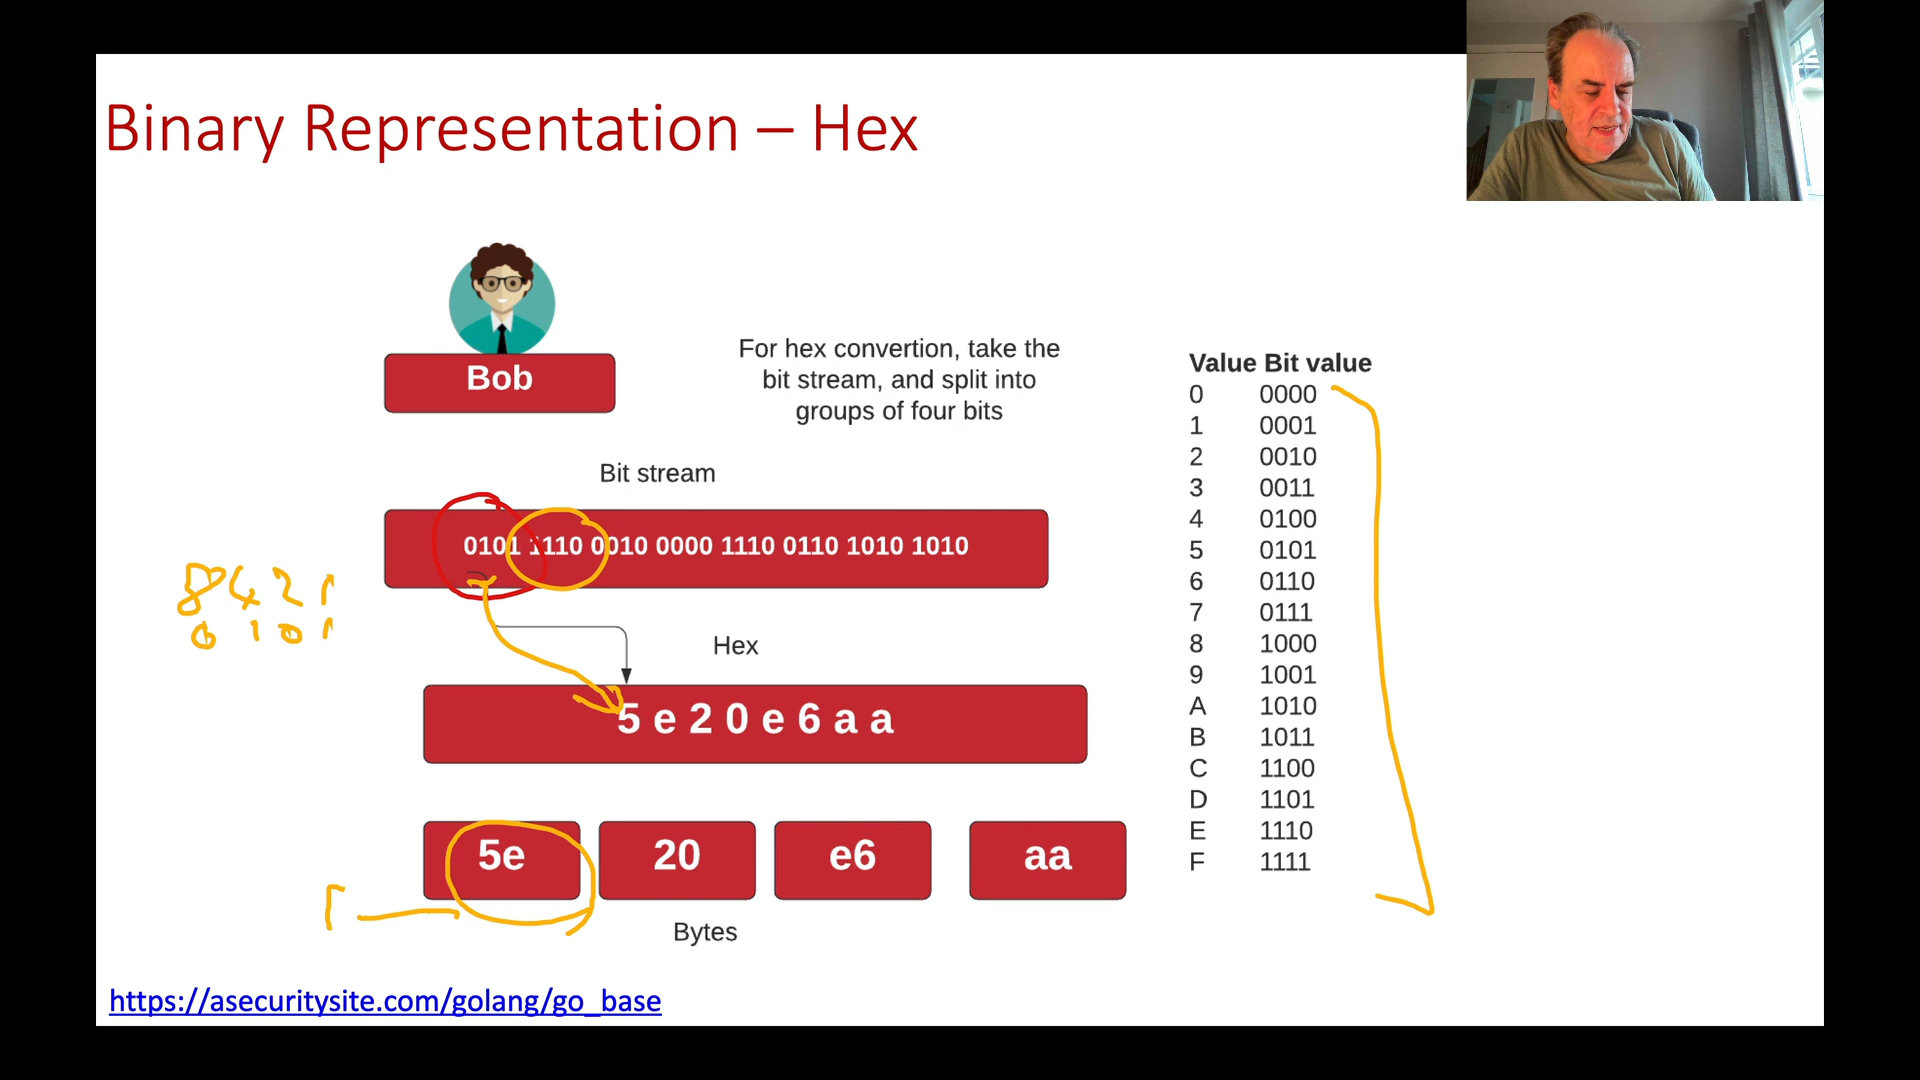 Binary Representation – Hex
Bob
For hex convertion, take the
bit stream, and split into
groups of four bits
Bit stream
0101 1110 0010 0000 1110 0110 1010 1010
8 4 2 1
0 1 0 1
Hex
5 e 2 0 e 6 a a
5e 20 e6 aa
Bytes
Value Bit value
0 0000
1 0001
2 0010
3 0011
4 0100
5 0101
6 0110
7 0111
8 1000
9 1001
A 1010
B 1011
C 1100
D 1101
E 1110
F 1111
https://asecuritysite.com/golang/go_base